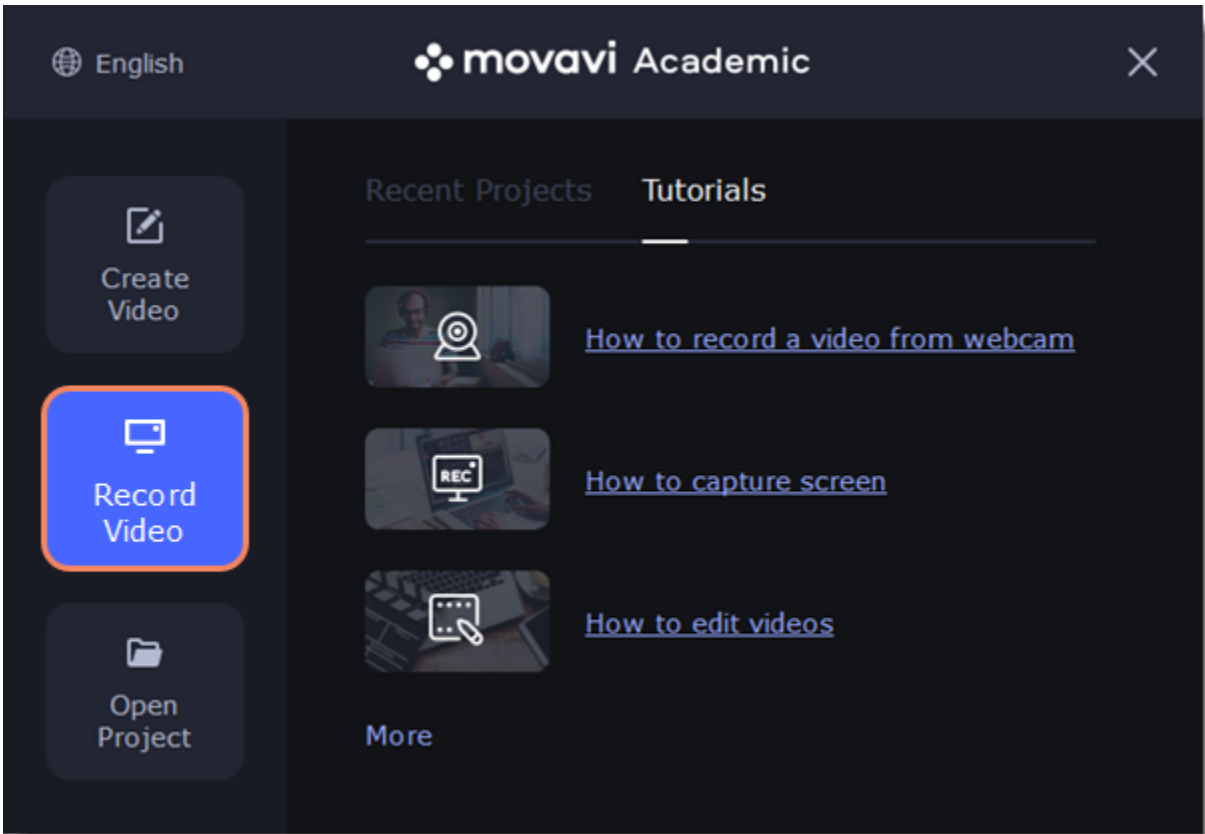 English
movavi Academic
Recent Projects
Tutorials
Create
Video
Record
Video
Open
Project
How to record a video from webcam
REC
How to capture screen
How to edit videos
More